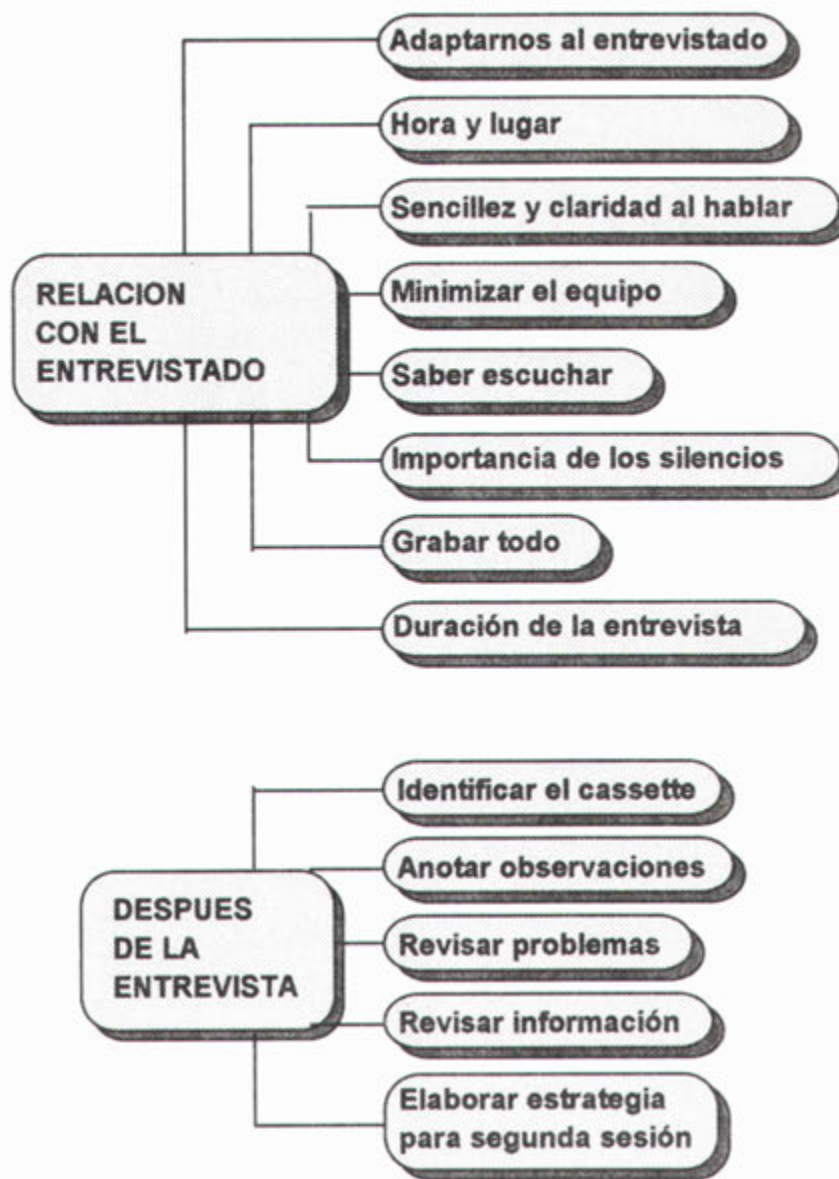 Adaptarnos al entrevistado
Hora y lugar
Sencillez y claridad al hablar
RELACION
CON EL
ENTREVISTADO
Minimizar el equipo
Saber escuchar
Importancia de los silencios
Grabar todo
Duración de la entrevista
Identificar el cassette
Anotar observaciones
DESPUES
DE LA
ENTREVISTA
Revisar problemas
Revisar información
Elaborar estrategia
para segunda sesión